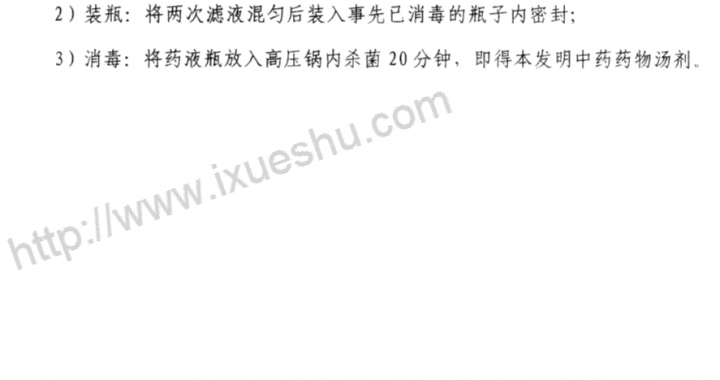 2）装瓶：将两次滤液混匀后装入事先已消毒的瓶子内密封；
3）消毒：将药液瓶放入高压锅内杀菌20分钟，即得本发明中药药物汤剂。
http://www.ixueshu.com